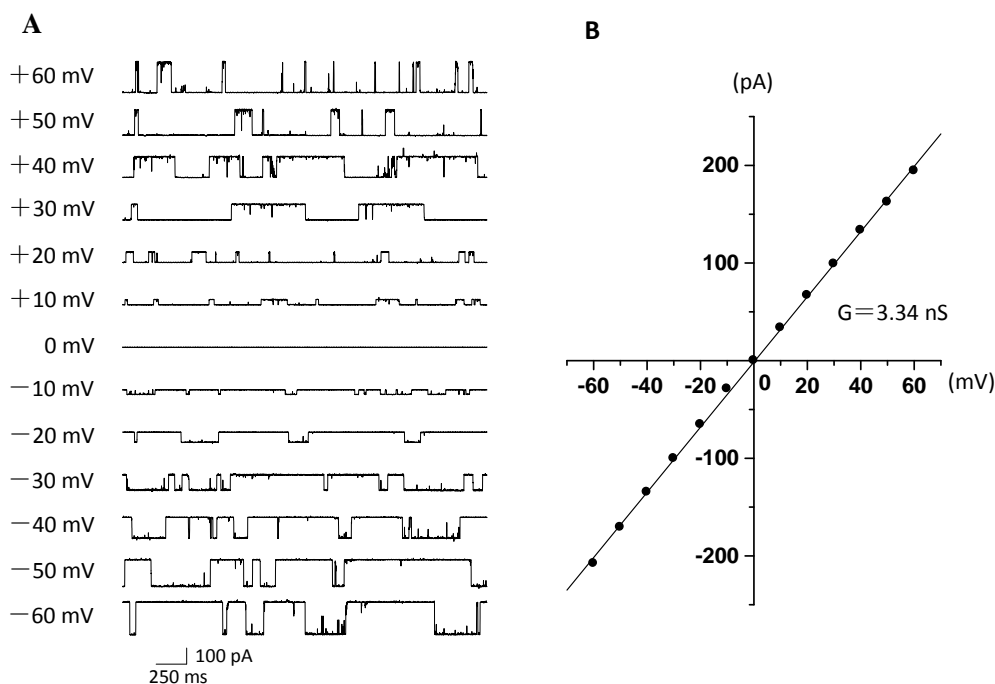 A
+60 mV
+50 mV
+40 mV
+30 mV
+20 mV
+10 mV
0 mV
−10 mV
−20 mV
−30 mV
−40 mV
−50 mV
−60 mV
100 pA
250 ms
B
(pA)
200
100
G=3.34 nS
-60 -40 -20 0 20 40 60 (mV)
-100
-200